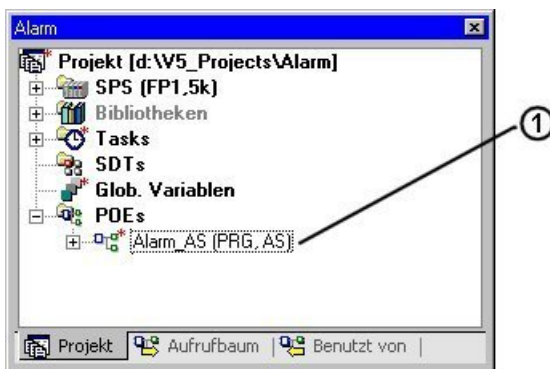 Alarm
Projekt [d:\V5_Projects\Alarm]
SPS (FP1,5k)
Bibliotheken
Tasks
SDTs
Glob. Variablen
POEs
Alarm_AS (PRG, AS)
1
Projekt
Aufrufbaum
Benutzt von